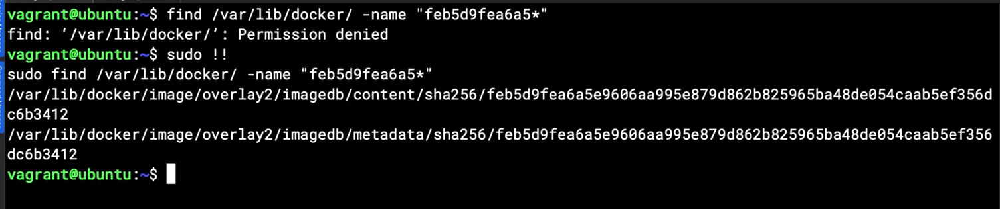 vagrant@ubuntu:~$ find /var/lib/docker/ -name "feb5d9fea6a5*"
find: ‘/var/lib/docker/’: Permission denied
vagrant@ubuntu:~$ sudo !!
sudo find /var/lib/docker/ -name "feb5d9fea6a5*"
/var/lib/docker/image/overlay2/imagedb/content/sha256/feb5d9fea6a5e9606aa995e879d862b825965ba48de054caab5ef356d
c6b3412
/var/lib/docker/image/overlay2/imagedb/metadata/sha256/feb5d9fea6a5e9606aa995e879d862b825965ba48de054caab5ef356
dc6b3412
vagrant@ubuntu:~$